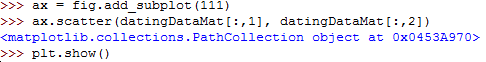 >>> ax = fig.add_subplot(111)
>>> ax.scatter(datingDataMat[:,1], datingDataMat[:,2])
<matplotlib.collections.PathCollection object at 0x0453A970>
>>> plt.show()